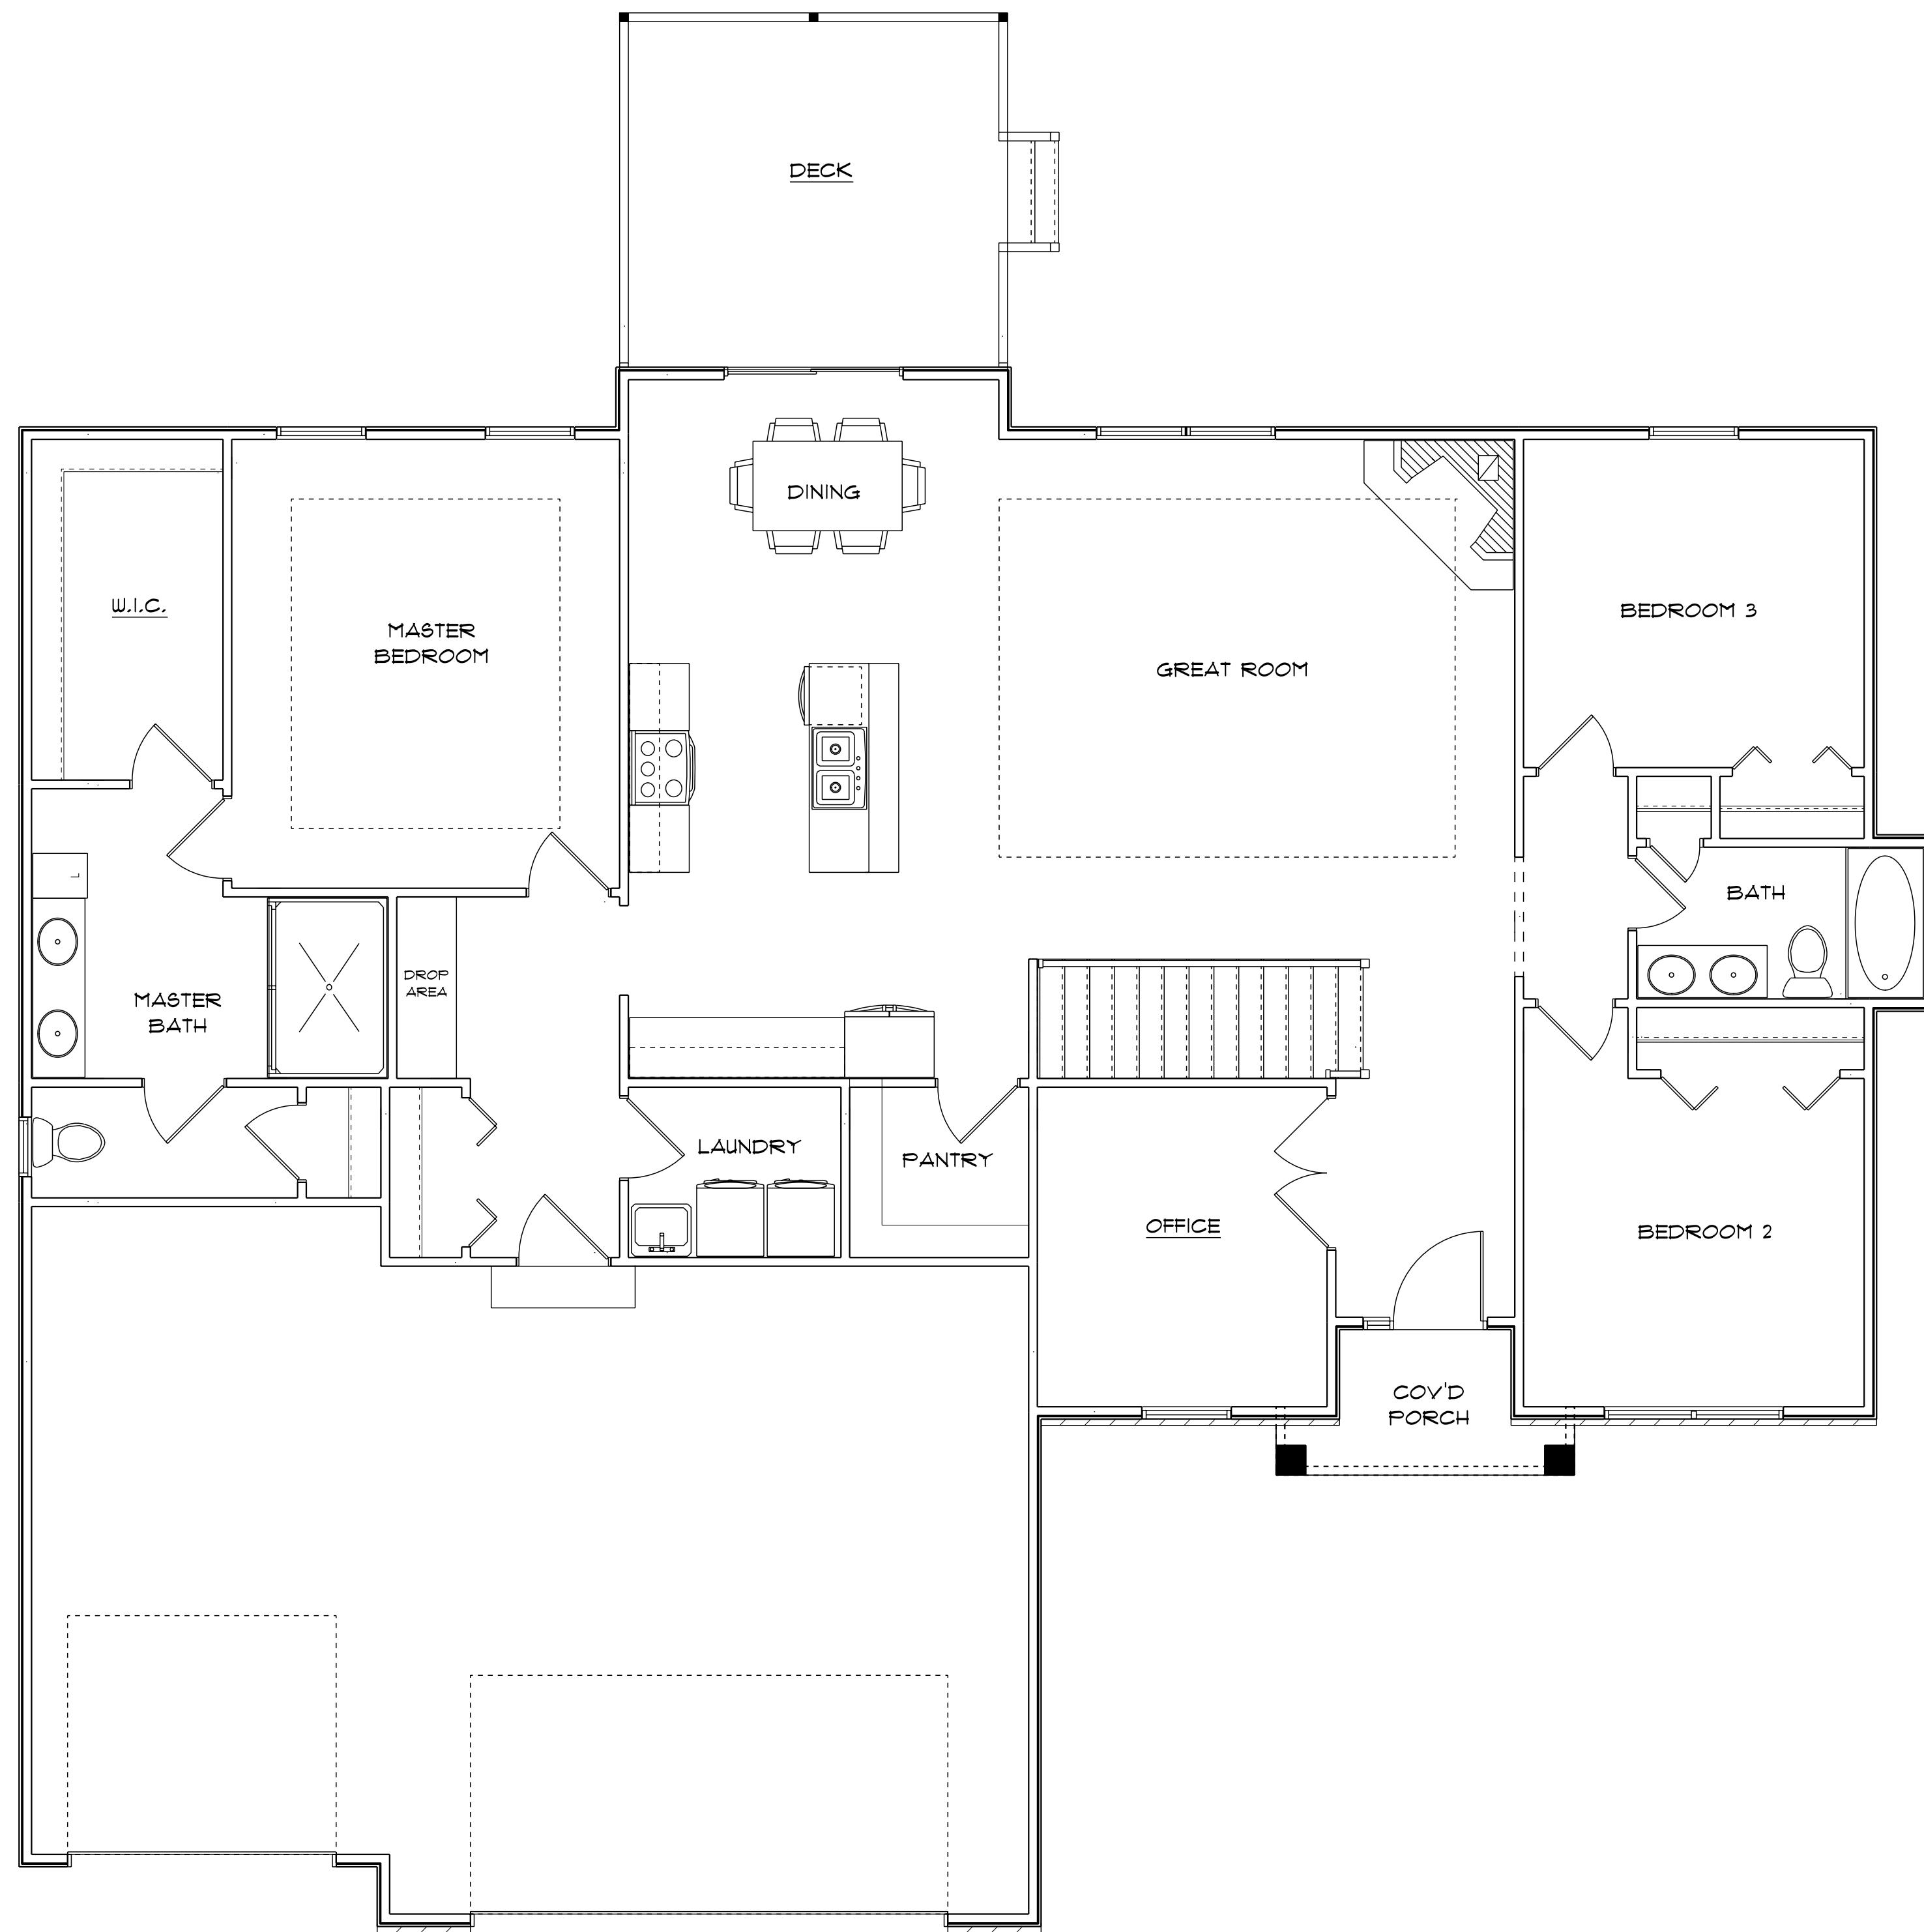 DECK
DINING
W.I.C.
MASTER
BEDROOM
GREAT ROOM
BEDROOM 3
L
BATH
DROP
AREA
MASTER
BATH
LAUNDRY
PANTRY
OFFICE
BEDROOM 2
COV'D
PORCH